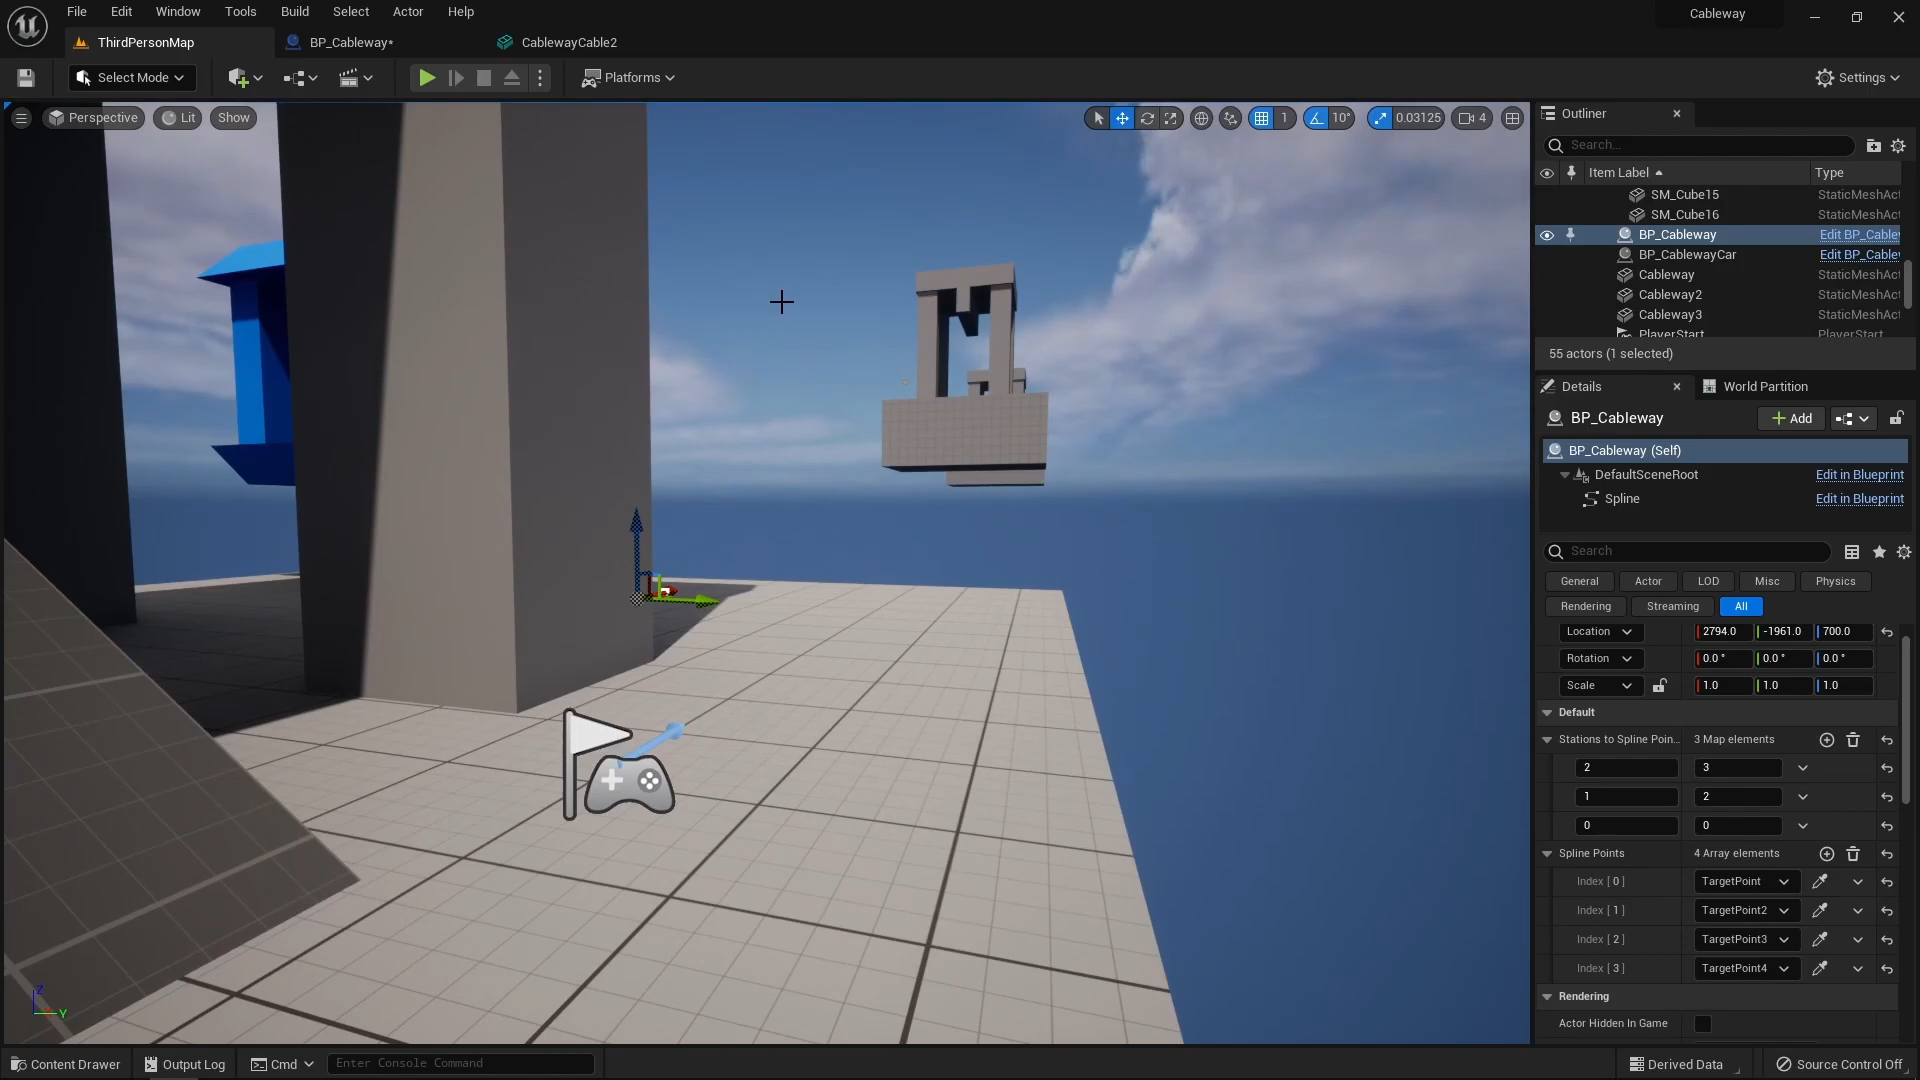 File Edit Window Tools Build Select Actor Help
Cableway
ThirdPersonMap BP_Cableway* CablewayCable2
Select Mode Platforms Settings
Perspective Lit Show 1 10° 0.03125 4
Outliner
Search...
Item Label Type
SM_Cube15 StaticMeshAct
SM_Cube16 StaticMeshAct
BP_Cableway Edit BP_Cablew
BP_CablewayCar Edit BP_Cablew
Cableway StaticMeshAct
Cableway2 StaticMeshAct
Cableway3 StaticMeshAct
PlayerStart PlayerStart
55 actors (1 selected)
Details World Partition
BP_Cableway Add
BP_Cableway (Self)
DefaultSceneRoot Edit in Blueprint
Spline Edit in Blueprint
Search
General Actor LOD Misc Physics
Rendering Streaming All
Location 2794.0 -1961.0 700.0
Rotation 0.0 ° 0.0 ° 0.0 °
Scale 1.0 1.0 1.0
Default
Stations to Spline Poin... 3 Map elements
2 3
1 2
0 0
Spline Points 4 Array elements
Index [ 0 ] TargetPoint
Index [ 1 ] TargetPoint2
Index [ 2 ] TargetPoint3
Index [ 3 ] TargetPoint4
Rendering
Actor Hidden In Game
Z
Y
Content Drawer Output Log Cmd Enter Console Command Derived Data Source Control Off